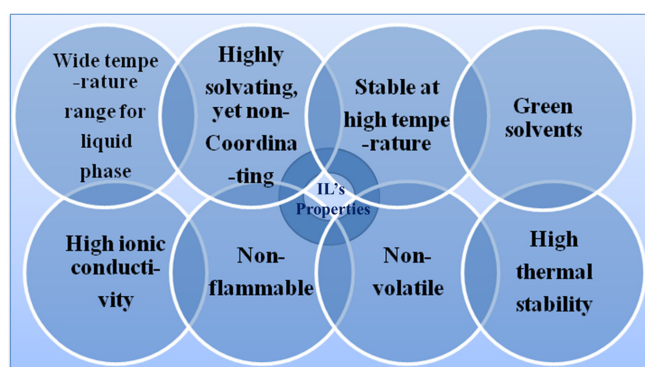 Wide tempe
-rature
range for
liquid
phase
Highly
solvating,
yet non-
Coordina
-ting
Stable at
high tempe
-rature
Green
solvents
IL's
Properties
High ionic
conducti-
vity
Non-
flammable
Non-
volatile
High
thermal
stability